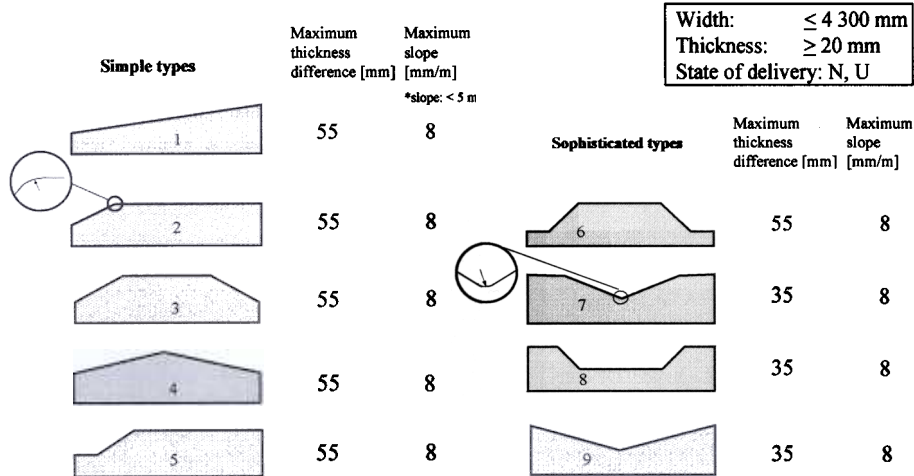 Width: ≤ 4 300 mm
Thickness: ≥ 20 mm
State of delivery: N, U
Simple types
Maximum thickness difference [mm]
Maximum slope [mm/m]
*slope: < 5 m
1 55 8
2 55 8
3 55 8
4 55 8
5 55 8
Sophisticated types
Maximum thickness difference [mm]
Maximum slope [mm/m]
6 55 8
7 35 8
8 35 8
9 35 8